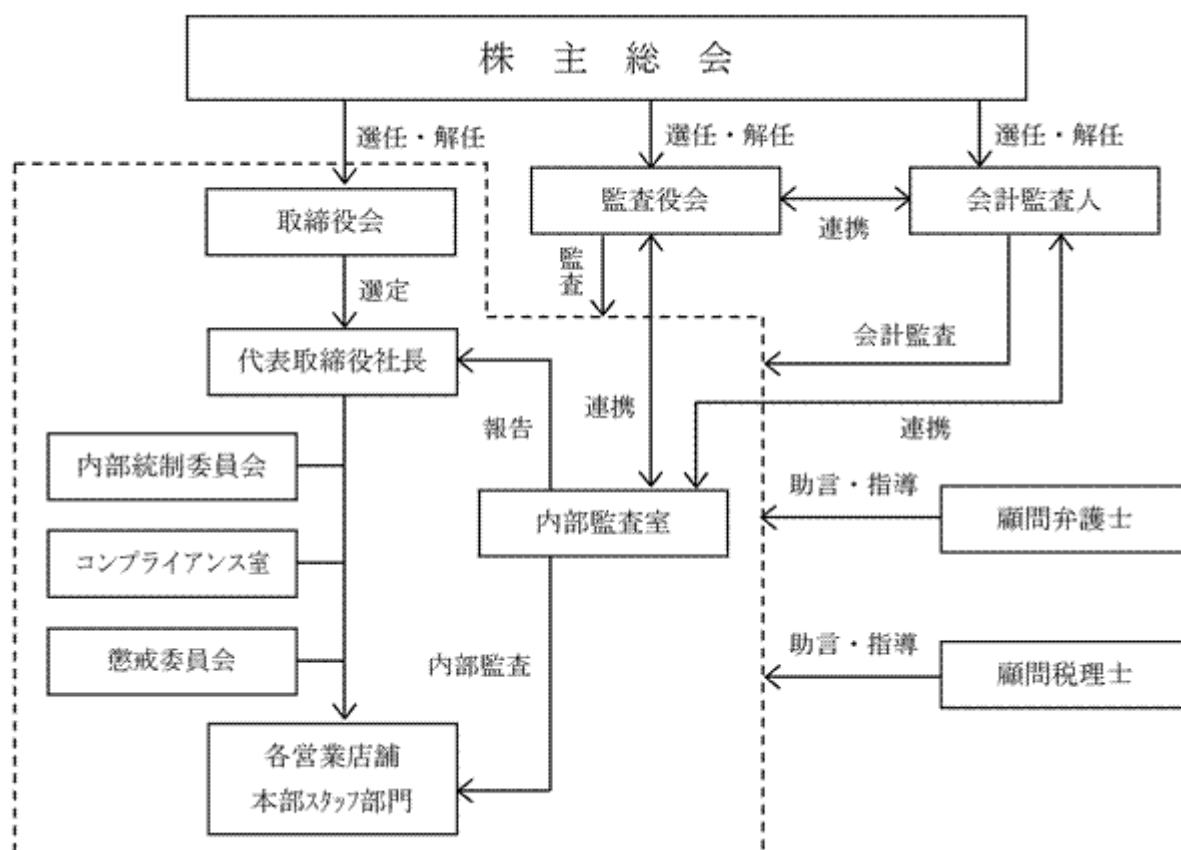 株主総会
選任・解任
選任・解任
選任・解任
取締役会
監査役会
会計監査人
連携
監査
選定
代表取締役社長
会計監査
報告
連携
連携
内部統制委員会
内部監査室
助言・指導
顧問弁護士
コンプライアンス室
懲戒委員会
内部監査
助言・指導
顧問税理士
各営業店舗
本部スタッフ部門